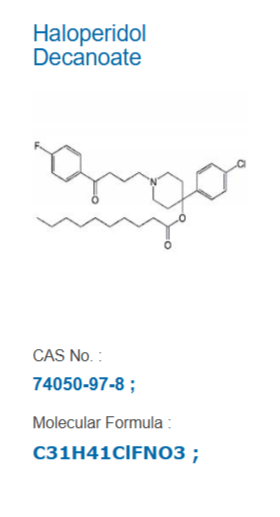 Haloperidol
Decanoate
F
Cl
N
O
O
O
CAS No. :
74050-97-8 ;
Molecular Formula :
C31H41ClFNO3 ;